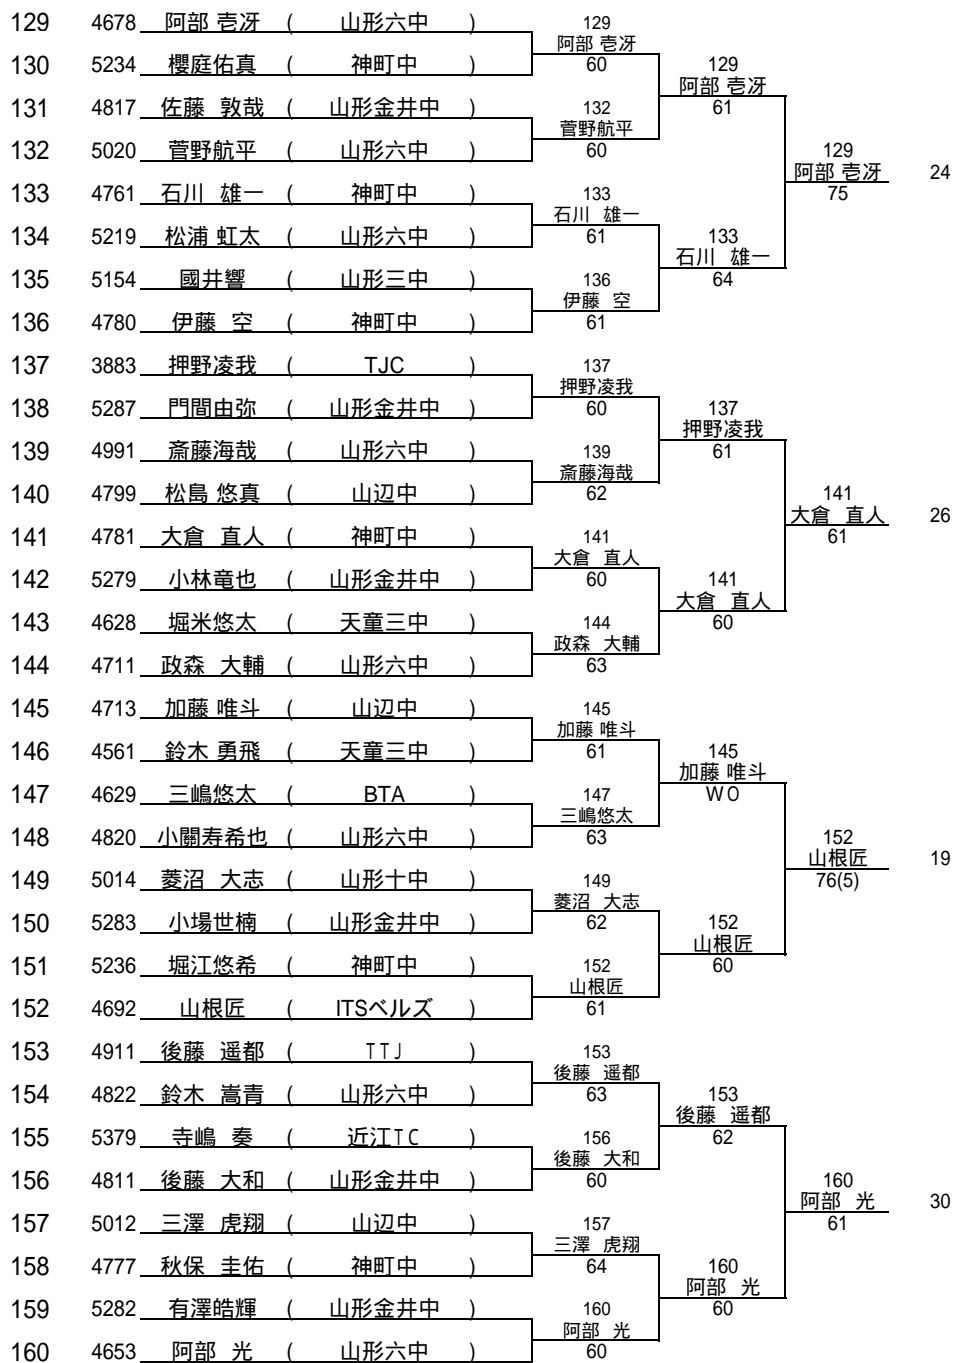 129 4678 阿部 壱冴 ( 山形六中 )
129
阿部 壱冴
60
130 5234 櫻庭佑真 ( 神町中 )
129
阿部 壱冴
61
131 4817 佐藤 敦哉 ( 山形金井中 )
132
菅野航平
60
132 5020 菅野航平 ( 山形六中 )
129
阿部 壱冴
75
24
133 4761 石川 雄一 ( 神町中 )
133
石川 雄一
61
134 5219 松浦 虹太 ( 山形六中 )
133
石川 雄一
64
135 5154 國井響 ( 山形三中 )
136
伊藤 空
61
136 4780 伊藤 空 ( 神町中 )
137 3883 押野凌我 ( TJC )
137
押野凌我
60
138 5287 門間由弥 ( 山形金井中 )
137
押野凌我
61
139 4991 斎藤海哉 ( 山形六中 )
139
斎藤海哉
62
140 4799 松島 悠真 ( 山辺中 )
141
大倉 直人
61
26
141 4781 大倉 直人 ( 神町中 )
141
大倉 直人
60
142 5279 小林竜也 ( 山形金井中 )
141
大倉 直人
60
143 4628 堀米悠太 ( 天童三中 )
144
政森 大輔
63
144 4711 政森 大輔 ( 山形六中 )
145 4713 加藤 唯斗 ( 山辺中 )
145
加藤 唯斗
61
146 4561 鈴木 勇飛 ( 天童三中 )
145
加藤 唯斗
WO
147 4629 三嶋悠太 ( BTA )
147
三嶋悠太
63
148 4820 小關寿希也 ( 山形六中 )
152
山根匠
76(5)
19
149 5014 菱沼 大志 ( 山形十中 )
149
菱沼 大志
62
150 5283 小場世楠 ( 山形金井中 )
152
山根匠
60
151 5236 堀江悠希 ( 神町中 )
152
山根匠
61
152 4692 山根匠 ( ITSベルズ )
153 4911 後藤 遥都 ( TTJ )
153
後藤 遥都
63
154 4822 鈴木 嵩青 ( 山形六中 )
153
後藤 遥都
62
155 5379 寺嶋 奏 ( 近江TC )
156
後藤 大和
60
156 4811 後藤 大和 ( 山形金井中 )
160
阿部 光
61
30
157 5012 三澤 虎翔 ( 山辺中 )
157
三澤 虎翔
64
158 4777 秋保 圭佑 ( 神町中 )
160
阿部 光
60
159 5282 有澤皓輝 ( 山形金井中 )
160
阿部 光
60
160 4653 阿部 光 ( 山形六中 )